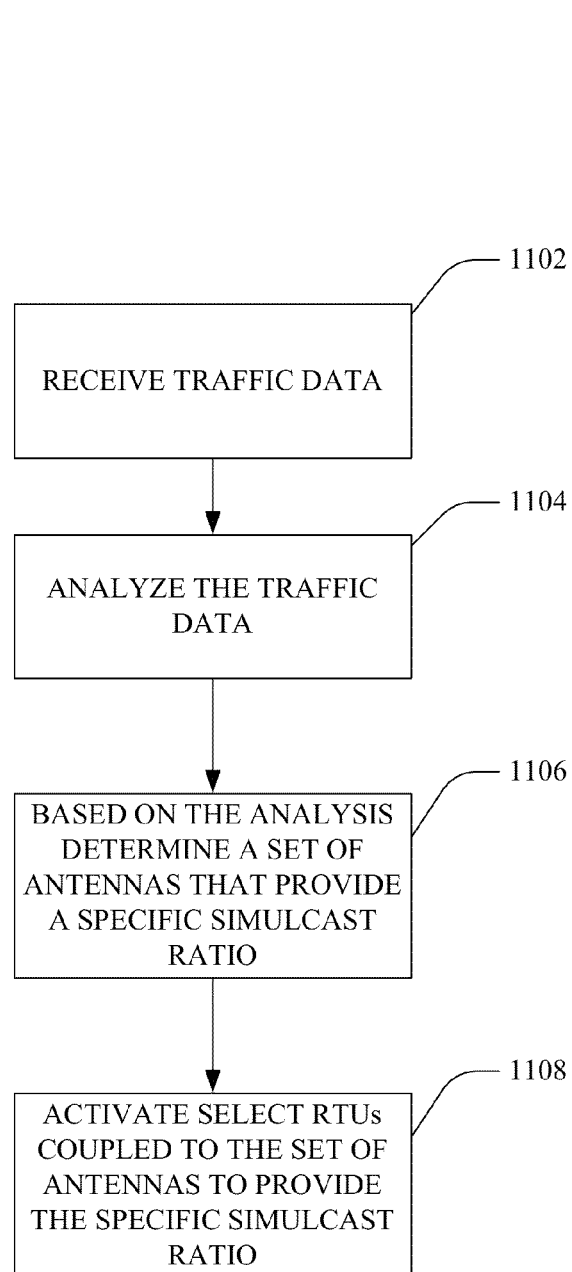 1102
RECEIVE TRAFFIC DATA
1104
ANALYZE THE TRAFFIC
DATA
1106
BASED ON THE ANALYSIS
DETERMINE A SET OF
ANTENNAS THAT PROVIDE
A SPECIFIC SIMULCAST
RATIO
1108
ACTIVATE SELECT RTUs
COUPLED TO THE SET OF
ANTENNAS TO PROVIDE
THE SPECIFIC SIMULCAST
RATIO